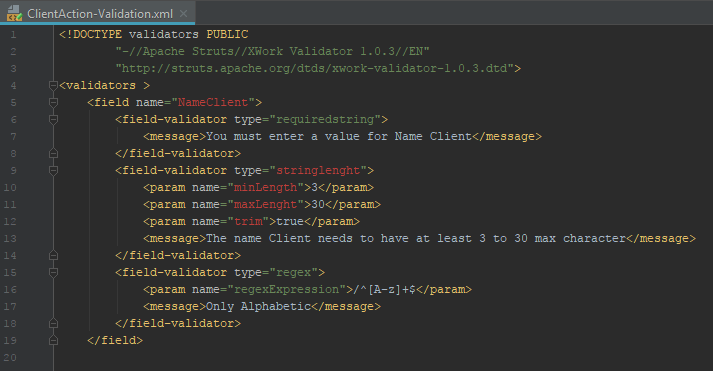 ClientAction-Validation.xml
1 <!DOCTYPE validators PUBLIC
2 "-//Apache Struts//XWork Validator 1.0.3//EN"
3 "http://struts.apache.org/dtds/xwork-validator-1.0.3.dtd">
4 <validators >
5 <field name="NameClient">
6 <field-validator type="requiredstring">
7 <message>You must enter a value for Name Client</message>
8 </field-validator>
9 <field-validator type="stringlenght">
10 <param name="minLength">3</param>
11 <param name="maxLenght">30</param>
12 <param name="trim">true</param>
13 <message>The name Client needs to have at least 3 to 30 max character</message>
14 </field-validator>
15 <field-validator type="regex">
16 <param name="regexExpression">/^[A-z]+$</param>
17 <message>Only Alphabetic</message>
18 </field-validator>
19 </field>
20